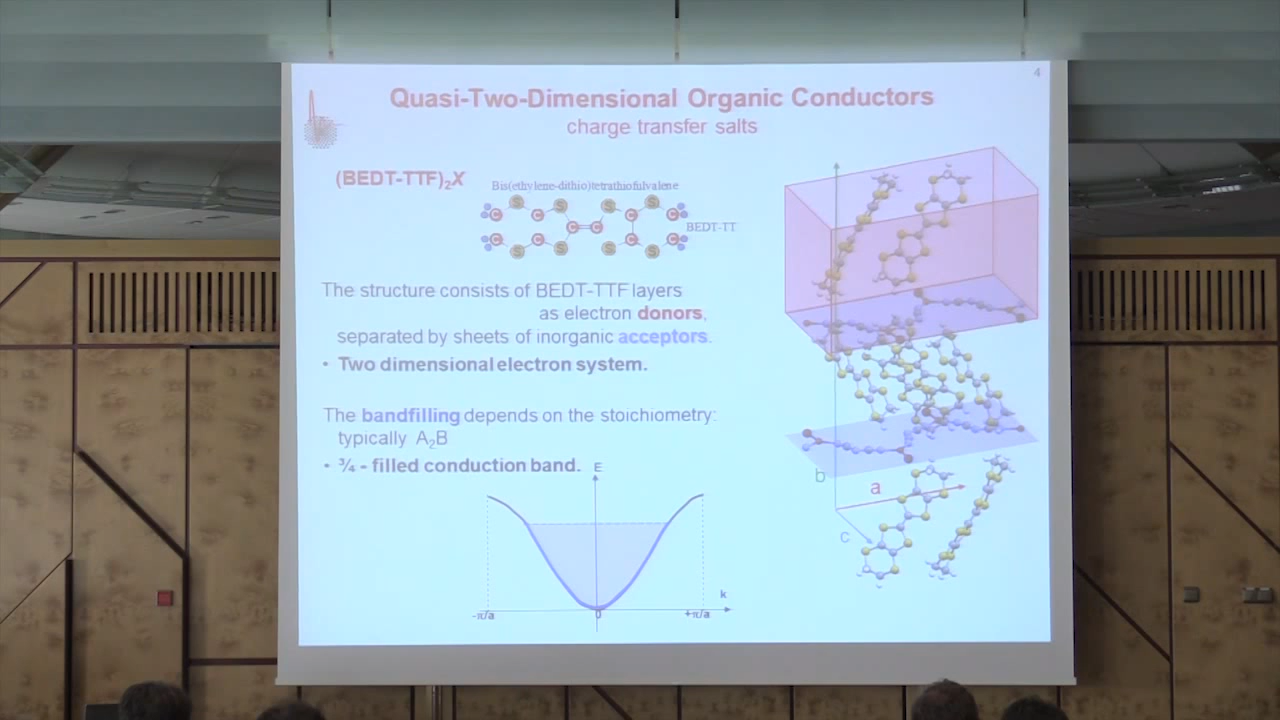 4
Quasi-Two-Dimensional Organic Conductors
charge transfer salts
(BEDT-TTF)₂X
Bis(ethylene-dithio)tetrathiofulvalene
S S S S
C C C C
C C
BEDT-TT
C C C C
S S S S
The structure consists of BEDT-TTF layers
as electron donors,
separated by sheets of inorganic acceptors.
• Two dimensional electron system.
The bandfilling depends on the stoichiometry:
typically A₂B
• ¾ - filled conduction band.
E
k
-π/a
0
+π/a
b
a
c